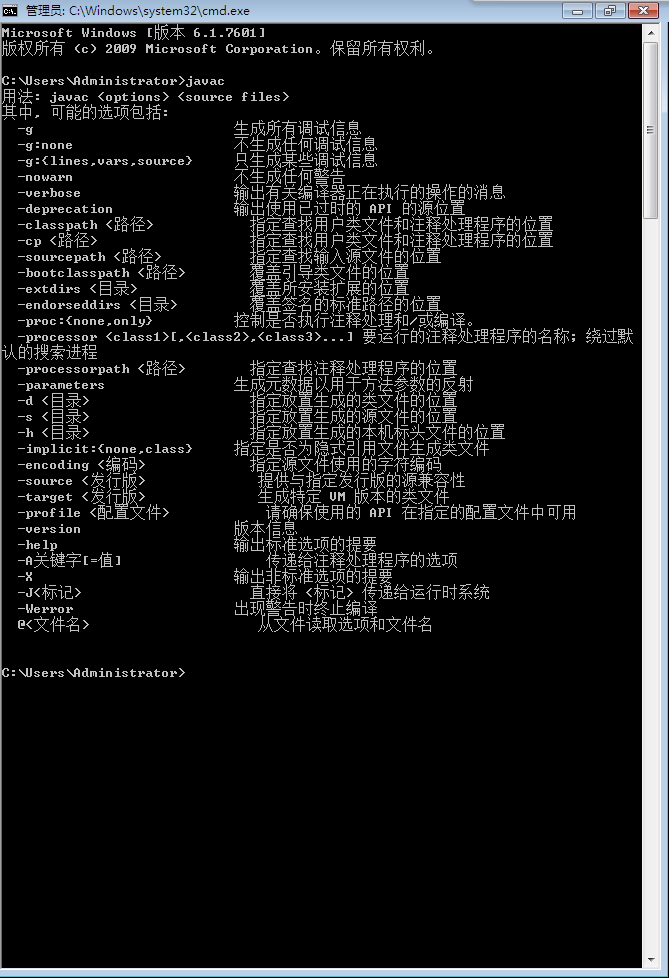 管理员: C:\Windows\system32\cmd.exe
Microsoft Windows [版本 6.1.7601]
版权所有 (c) 2009 Microsoft Corporation。保留所有权利。
C:\Users\Administrator>javac
用法: javac <options> <source files>
其中, 可能的选项包括:
-g 生成所有调试信息
-g:none 不生成任何调试信息
-g:{lines,vars,source} 只生成某些调试信息
-nowarn 不生成任何警告
-verbose 输出有关编译器正在执行的操作的消息
-deprecation 输出使用已过时的 API 的源位置
-classpath <路径> 指定查找用户类文件和注释处理程序的位置
-cp <路径> 指定查找用户类文件和注释处理程序的位置
-sourcepath <路径> 指定查找输入源文件的位置
-bootclasspath <路径> 覆盖引导类文件的位置
-extdirs <目录> 覆盖所安装扩展的位置
-endorseddirs <目录> 覆盖签名的标准路径的位置
-proc:{none,only} 控制是否执行注释处理和/或编译。
-processor <class1>[,<class2>,<class3>...] 要运行的注释处理程序的名称; 绕过默
认的搜索进程
-processorpath <路径> 指定查找注释处理程序的位置
-parameters 生成元数据以用于方法参数的反射
-d <目录> 指定放置生成的类文件的位置
-s <目录> 指定放置生成的源文件的位置
-h <目录> 指定放置生成的本机标头文件的位置
-implicit:{none,class} 指定是否为隐式引用文件生成类文件
-encoding <编码> 指定源文件使用的字符编码
-source <发行版> 提供与指定发行版的源兼容性
-target <发行版> 生成特定 VM 版本的类文件
-profile <配置文件> 请确保使用的 API 在指定的配置文件中可用
-version 版本信息
-help 输出标准选项的提要
-A关键字[=值] 传递给注释处理程序的选项
-X 输出非标准选项的提要
-J<标记> 直接将 <标记> 传递给运行时系统
-Werror 出现警告时终止编译
@<文件名> 从文件读取选项和文件名
C:\Users\Administrator>